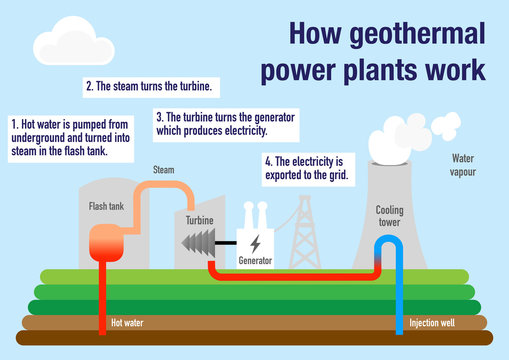 How geothermal
power plants work
2. The steam turns the turbine.
3. The turbine turns the generator
which produces electricity.
1. Hot water is pumped from
underground and turned into
steam in the flash tank.
4. The electricity is
exported to the grid.
Water
vapour
Steam
Flash tank
Turbine
Cooling
tower
Generator
Hot water
Injection well